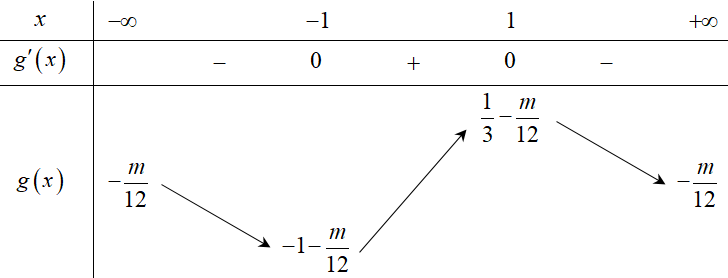 x −∞ −1 1 +∞
g′(x) − 0 + 0 −
g(x) −m/12 −1−m/12 1/3−m/12 −m/12